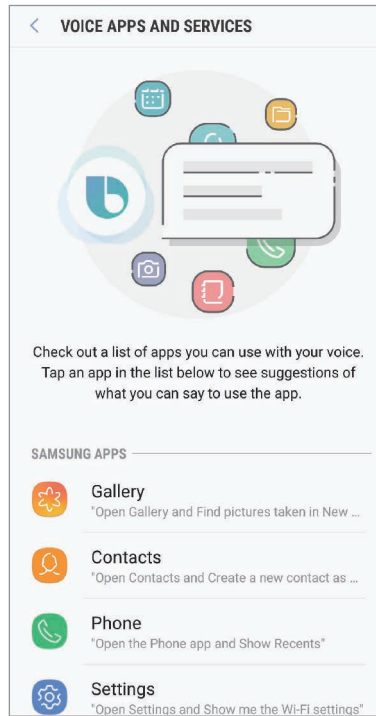 VOICE APPS AND SERVICES
Check out a list of apps you can use with your voice.
Tap an app in the list below to see suggestions of
what you can say to use the app.
SAMSUNG APPS
Gallery
"Open Gallery and Find pictures taken in New ...
Contacts
"Open Contacts and Create a new contact as ...
Phone
"Open the Phone app and Show Recents"
Settings
"Open Settings and Show me the Wi-Fi settings"